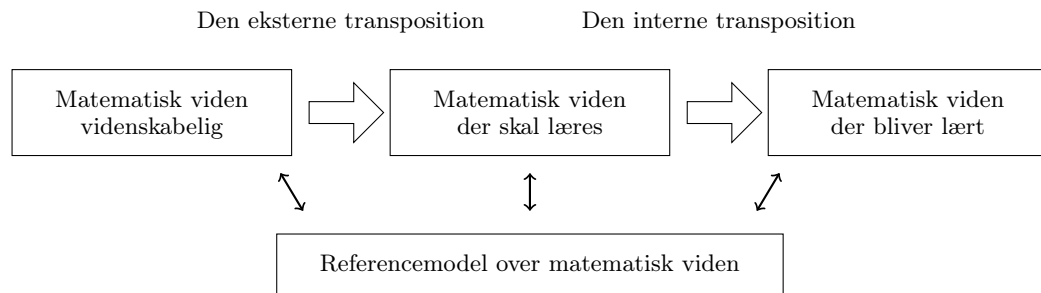 Den eksterne transposition
Den interne transposition
Matematisk viden
videnskabelig
Matematisk viden
der skal læres
Matematisk viden
der bliver lært
Referencemodel over matematisk viden